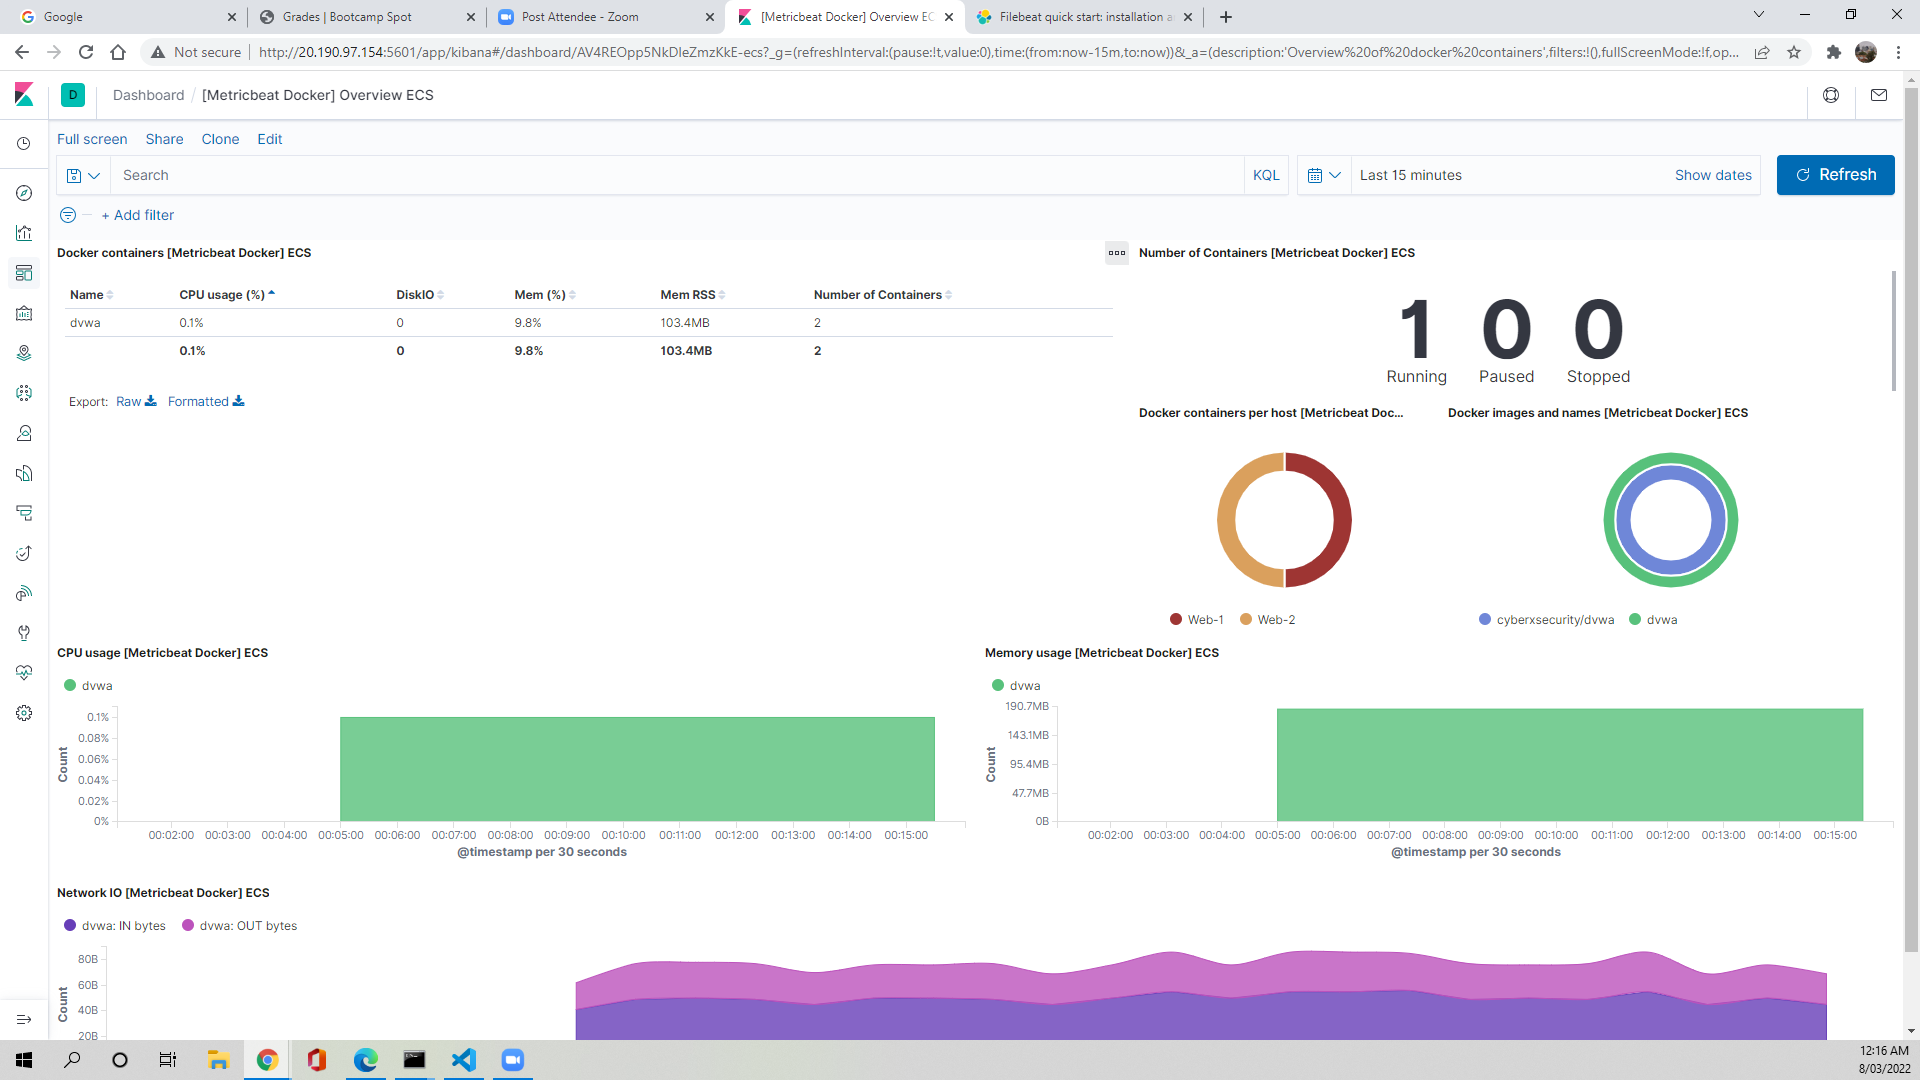 Google
Grades | Bootcamp Spot
Post Attendee - Zoom
[Metricbeat Docker] Overview EC
Filebeat quick start: installation a
Not secure
http://20.190.97.154:5601/app/kibana#/dashboard/AV4REOpp5NkDleZmzKkE-ecs?_g=(refreshInterval:(pause:!t,value:0),time:(from:now-15m,to:now))&_a=(description:'Overview%20of%20docker%20containers',filters:!(),fullScreenMode:!f,op...
D
Dashboard / [Metricbeat Docker] Overview ECS
Full screen Share Clone Edit
Search
KQL
Last 15 minutes
Show dates
Refresh
+ Add filter
Docker containers [Metricbeat Docker] ECS
Name CPU usage (%) DiskIO Mem (%) Mem RSS Number of Containers
dvwa 0.1% 0 9.8% 103.4MB 2
0.1% 0 9.8% 103.4MB 2
Export: Raw Formatted
Number of Containers [Metricbeat Docker] ECS
1 0 0
Running Paused Stopped
Docker containers per host [Metricbeat Doc...
Web-1 Web-2
Docker images and names [Metricbeat Docker] ECS
cyberxsecurity/dvwa dvwa
CPU usage [Metricbeat Docker] ECS
dvwa
0.1%
0.08%
0.06%
0.04%
0.02%
0%
Count
00:02:00 00:03:00 00:04:00 00:05:00 00:06:00 00:07:00 00:08:00 00:09:00 00:10:00 00:11:00 00:12:00 00:13:00 00:14:00 00:15:00
@timestamp per 30 seconds
Memory usage [Metricbeat Docker] ECS
dvwa
190.7MB
143.1MB
95.4MB
47.7MB
0B
Count
00:02:00 00:03:00 00:04:00 00:05:00 00:06:00 00:07:00 00:08:00 00:09:00 00:10:00 00:11:00 00:12:00 00:13:00 00:14:00 00:15:00
@timestamp per 30 seconds
Network IO [Metricbeat Docker] ECS
dvwa: IN bytes dvwa: OUT bytes
80B
60B
40B
20B
Count
12:16 AM
8/03/2022